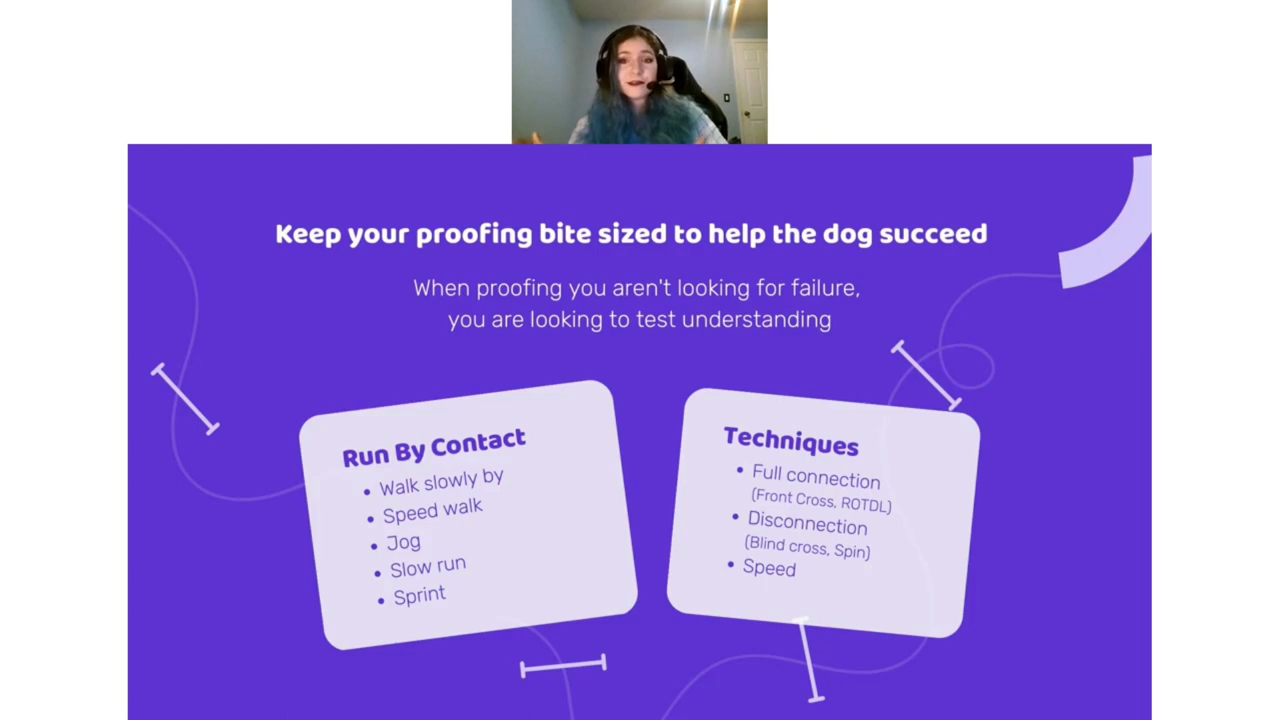 Keep your proofing bite sized to help the dog succeed
When proofing you aren't looking for failure,
you are looking to test understanding
Run By Contact
• Walk slowly by
• Speed walk
• Jog
• Slow run
• Sprint
Techniques
• Full connection
(Front Cross, ROTDL)
• Disconnection
(Blind cross, Spin)
• Speed